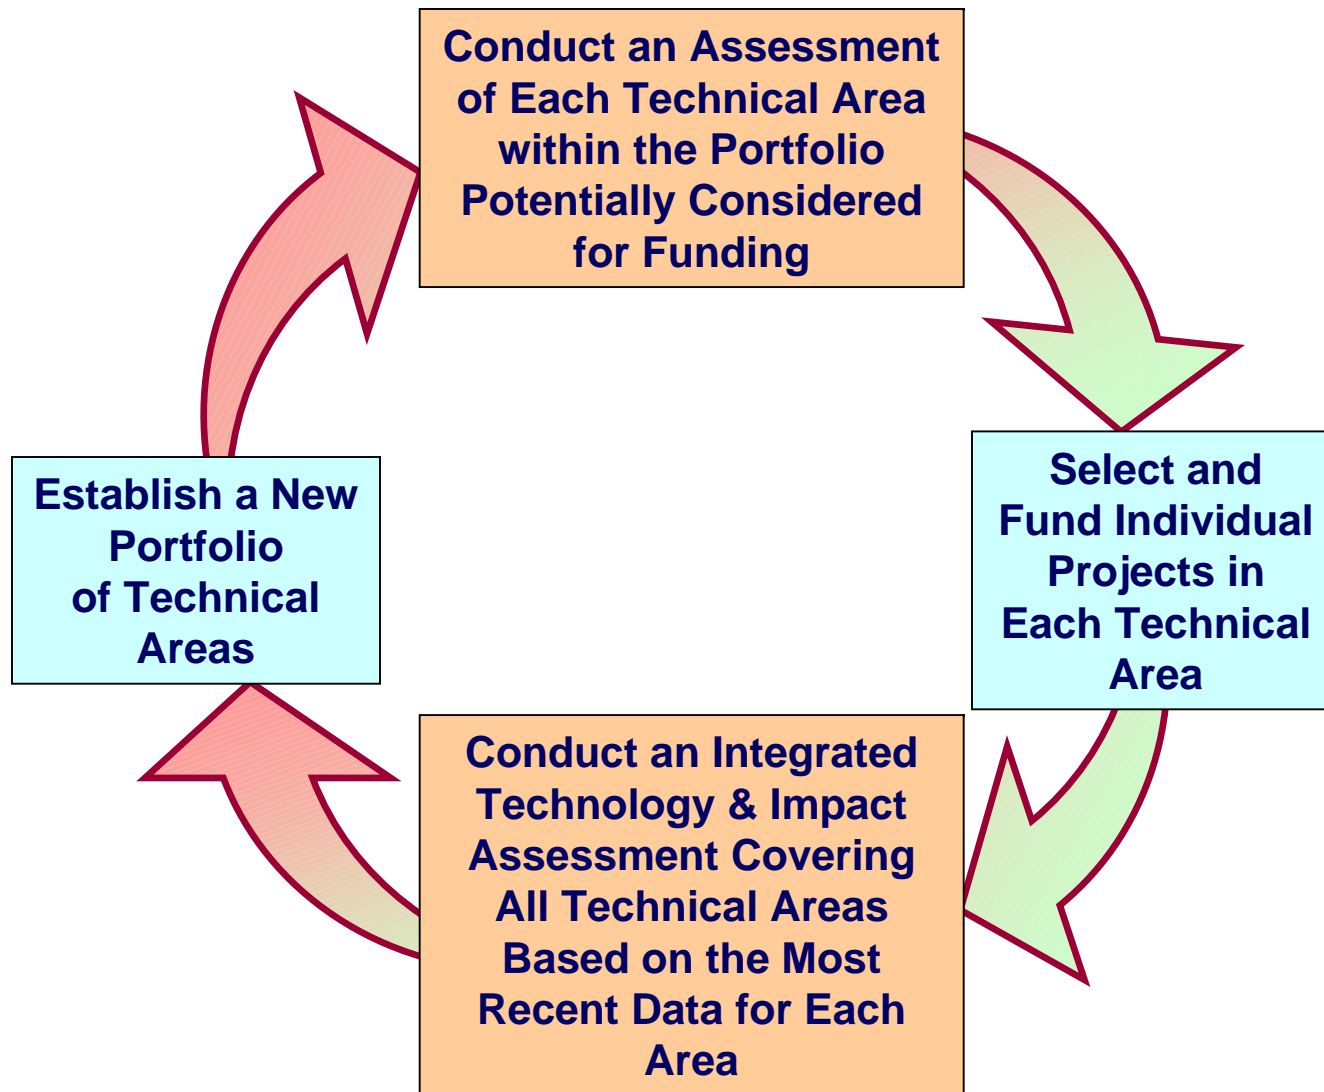 Conduct an Assessment
of Each Technical Area
within the Portfolio
Potentially Considered
for Funding
Select and
Fund Individual
Projects in
Each Technical
Area
Establish a New
Portfolio
of Technical
Areas
Conduct an Integrated
Technology & Impact
Assessment Covering
All Technical Areas
Based on the Most
Recent Data for Each
Area